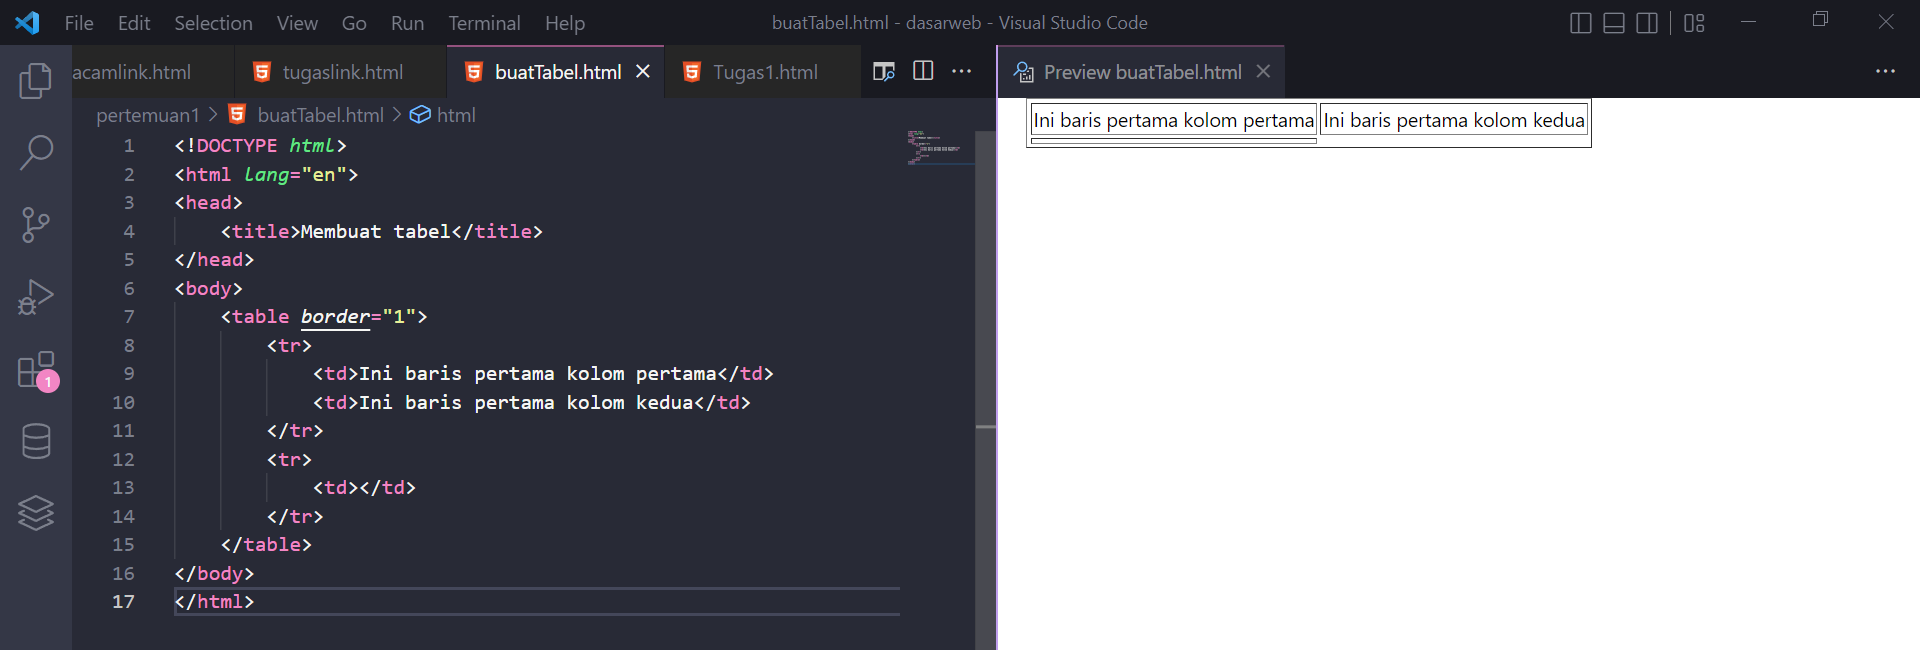 File Edit Selection View Go Run Terminal Help buatTabel.html - dasarweb - Visual Studio Code
acamlink.html tugaslink.html buatTabel.html Tugas1.html Preview buatTabel.html
pertemuan1 > buatTabel.html > html
1 <!DOCTYPE html>
2 <html lang="en">
3 <head>
4 <title>Membuat tabel</title>
5 </head>
6 <body>
7 <table border="1">
8 <tr>
9 <td>Ini baris pertama kolom pertama</td>
10 <td>Ini baris pertama kolom kedua</td>
11 </tr>
12 <tr>
13 <td></td>
14 </tr>
15 </table>
16 </body>
17 </html>
1
Ini baris pertama kolom pertama Ini baris pertama kolom kedua